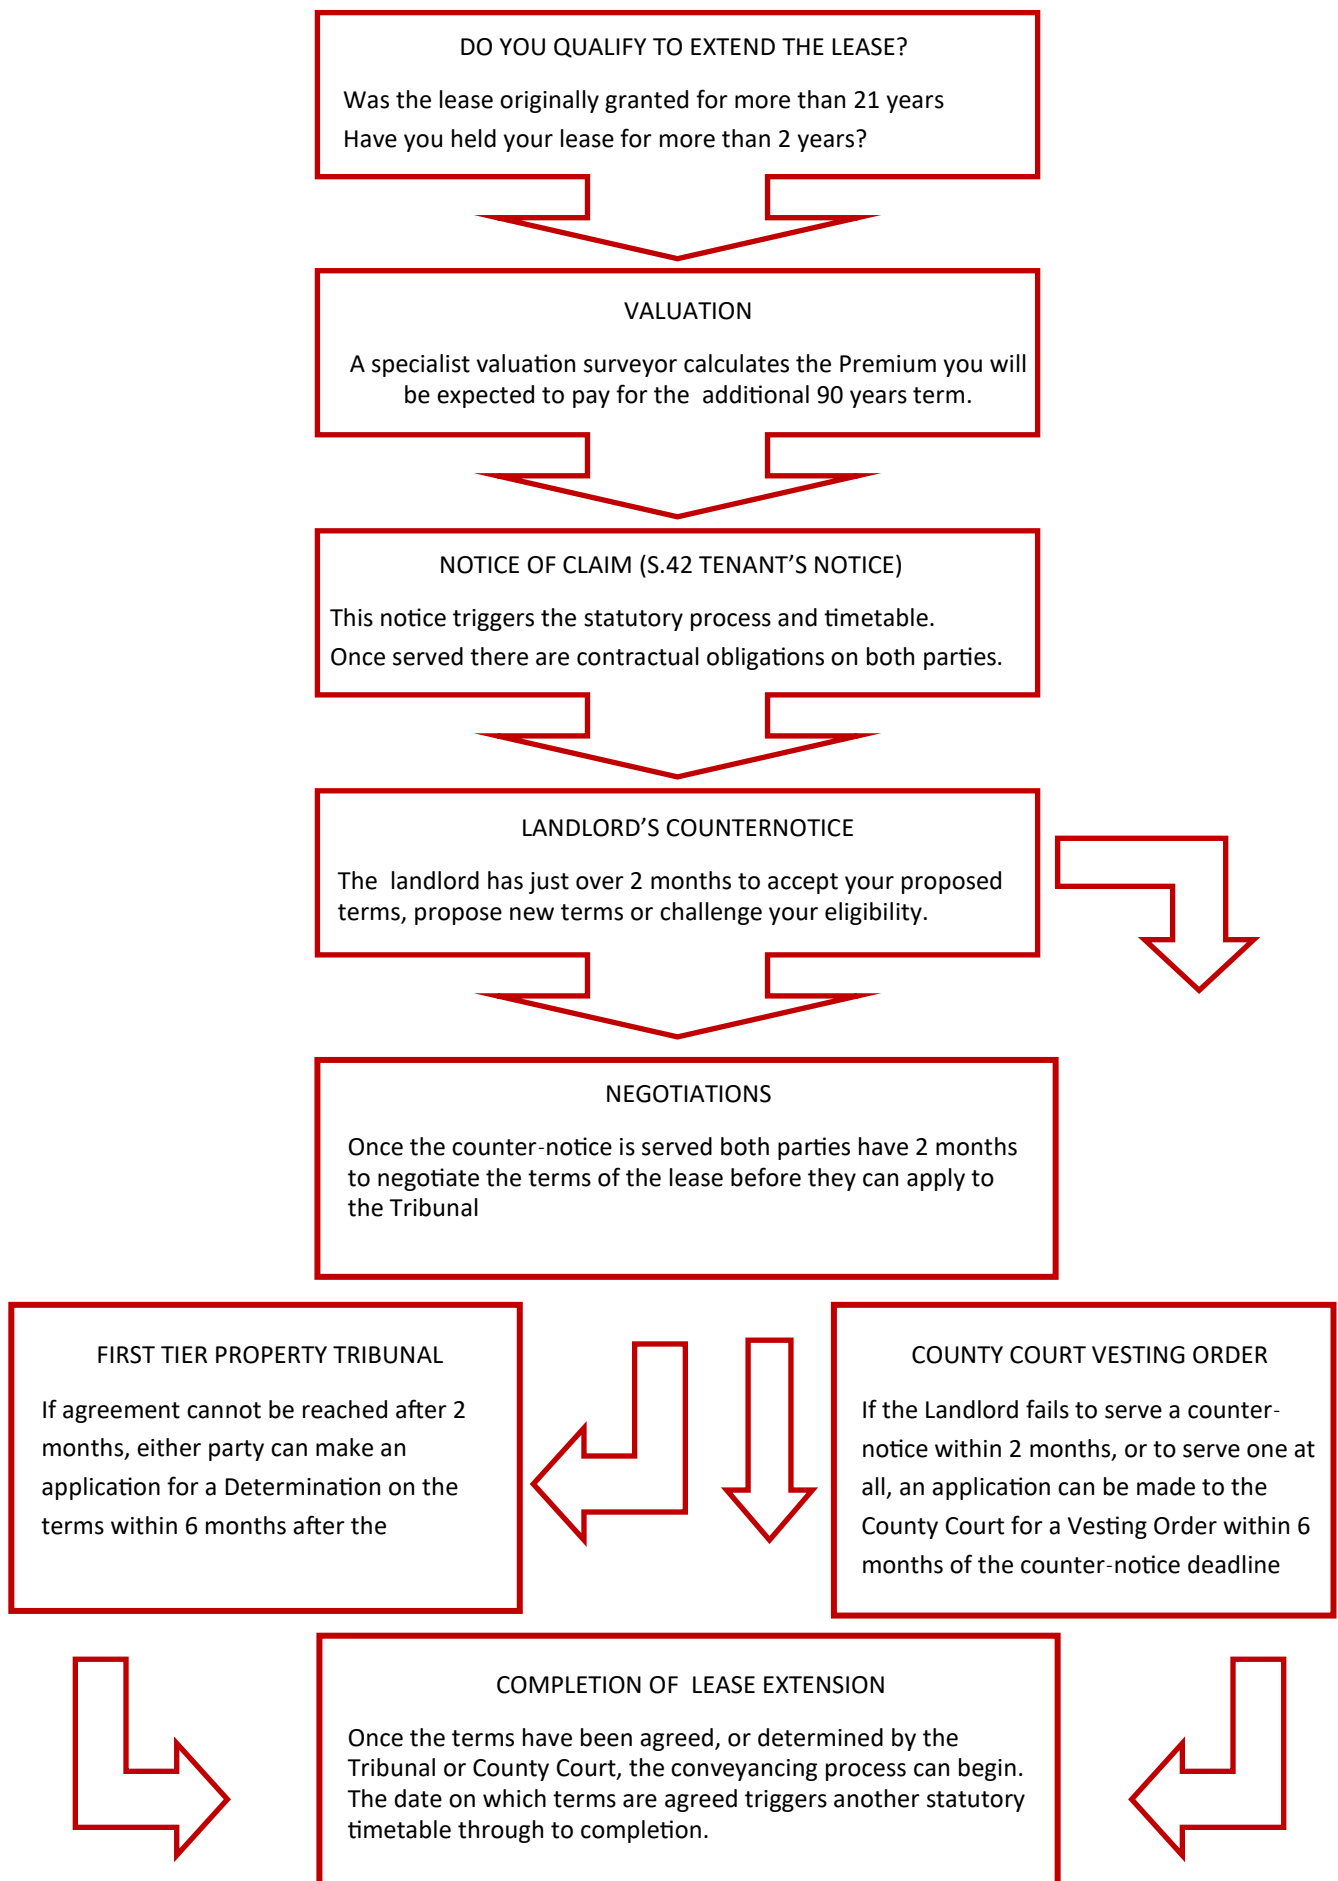 DO YOU QUALIFY TO EXTEND THE LEASE?
Was the lease originally granted for more than 21 years
Have you held your lease for more than 2 years?
VALUATION
A specialist valuation surveyor calculates the Premium you will
be expected to pay for the additional 90 years term.
NOTICE OF CLAIM (S.42 TENANT’S NOTICE)
This notice triggers the statutory process and timetable.
Once served there are contractual obligations on both parties.
LANDLORD’S COUNTERNOTICE
The landlord has just over 2 months to accept your proposed
terms, propose new terms or challenge your eligibility.
NEGOTIATIONS
Once the counter-notice is served both parties have 2 months
to negotiate the terms of the lease before they can apply to
the Tribunal
FIRST TIER PROPERTY TRIBUNAL
If agreement cannot be reached after 2
months, either party can make an
application for a Determination on the
terms within 6 months after the
COUNTY COURT VESTING ORDER
If the Landlord fails to serve a counter-
notice within 2 months, or to serve one at
all, an application can be made to the
County Court for a Vesting Order within 6
months of the counter-notice deadline
COMPLETION OF LEASE EXTENSION
Once the terms have been agreed, or determined by the
Tribunal or County Court, the conveyancing process can begin.
The date on which terms are agreed triggers another statutory
timetable through to completion.